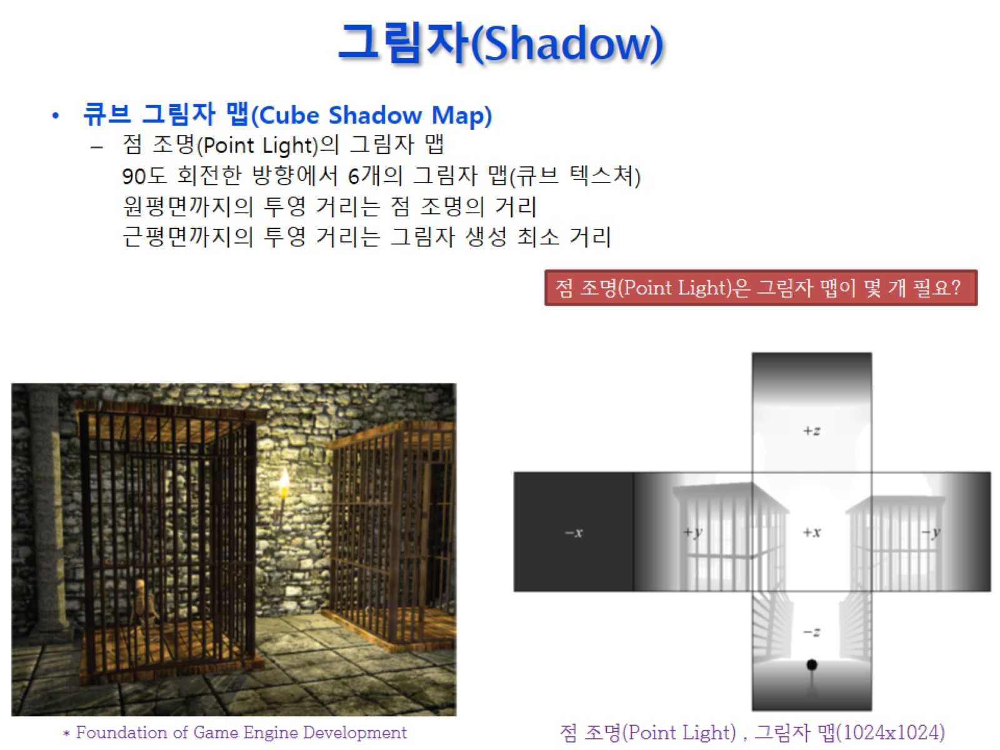 그림자(Shadow)
• 큐브 그림자 맵(Cube Shadow Map)
– 점 조명(Point Light)의 그림자 맵
90도 회전한 방향에서 6개의 그림자 맵(큐브 텍스쳐)
원평면까지의 투영 거리는 점 조명의 거리
근평면까지의 투영 거리는 그림자 생성 최소 거리
점 조명(Point Light)은 그림자 맵이 몇 개 필요?
+z
−x +y +x −y
−z
* Foundation of Game Engine Development
점 조명(Point Light) , 그림자 맵(1024x1024)